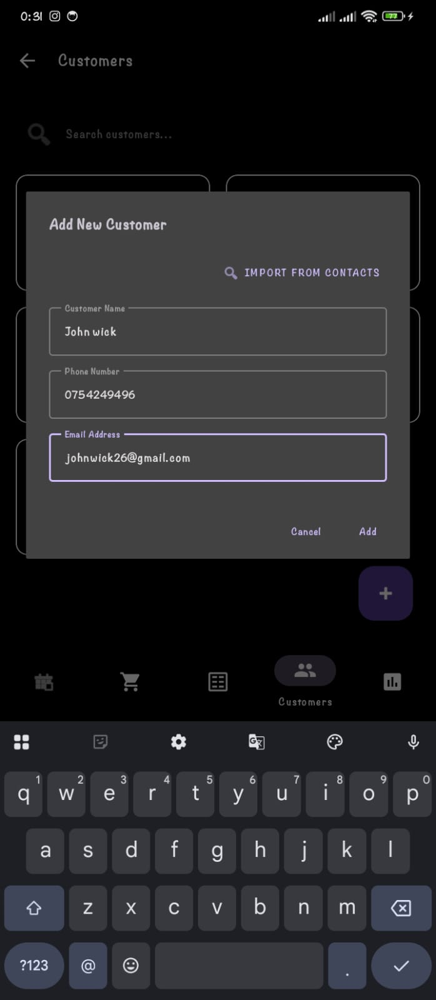 0:31
77
Customers
Search customers...
Add New Customer
IMPORT FROM CONTACTS
Customer Name
John wick
Phone Number
0754249496
Email Address
johnwick26@gmail.com
Cancel Add
+
Customers
q1 w2 e3 r4 t5 y6 u7 i8 o9 p0
a s d f g h j k l
z x c v b n m
?123 @ .